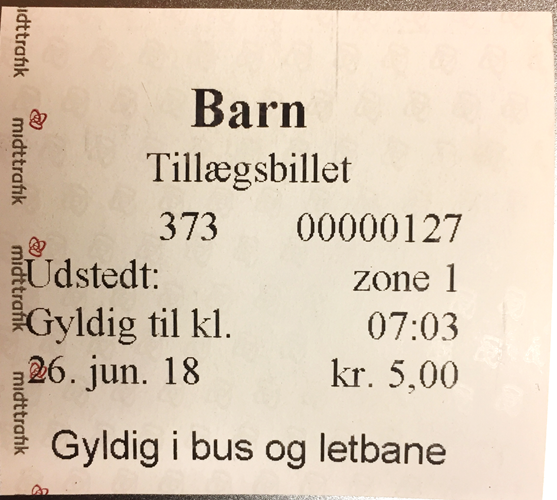 Barn
Tillægsbillet
373 00000127
Udstedt: zone 1
Gyldig til kl. 07:03
26. jun. 18 kr. 5,00
Gyldig i bus og letbane
midttrafik
midttrafik
midttrafik
midttrafik